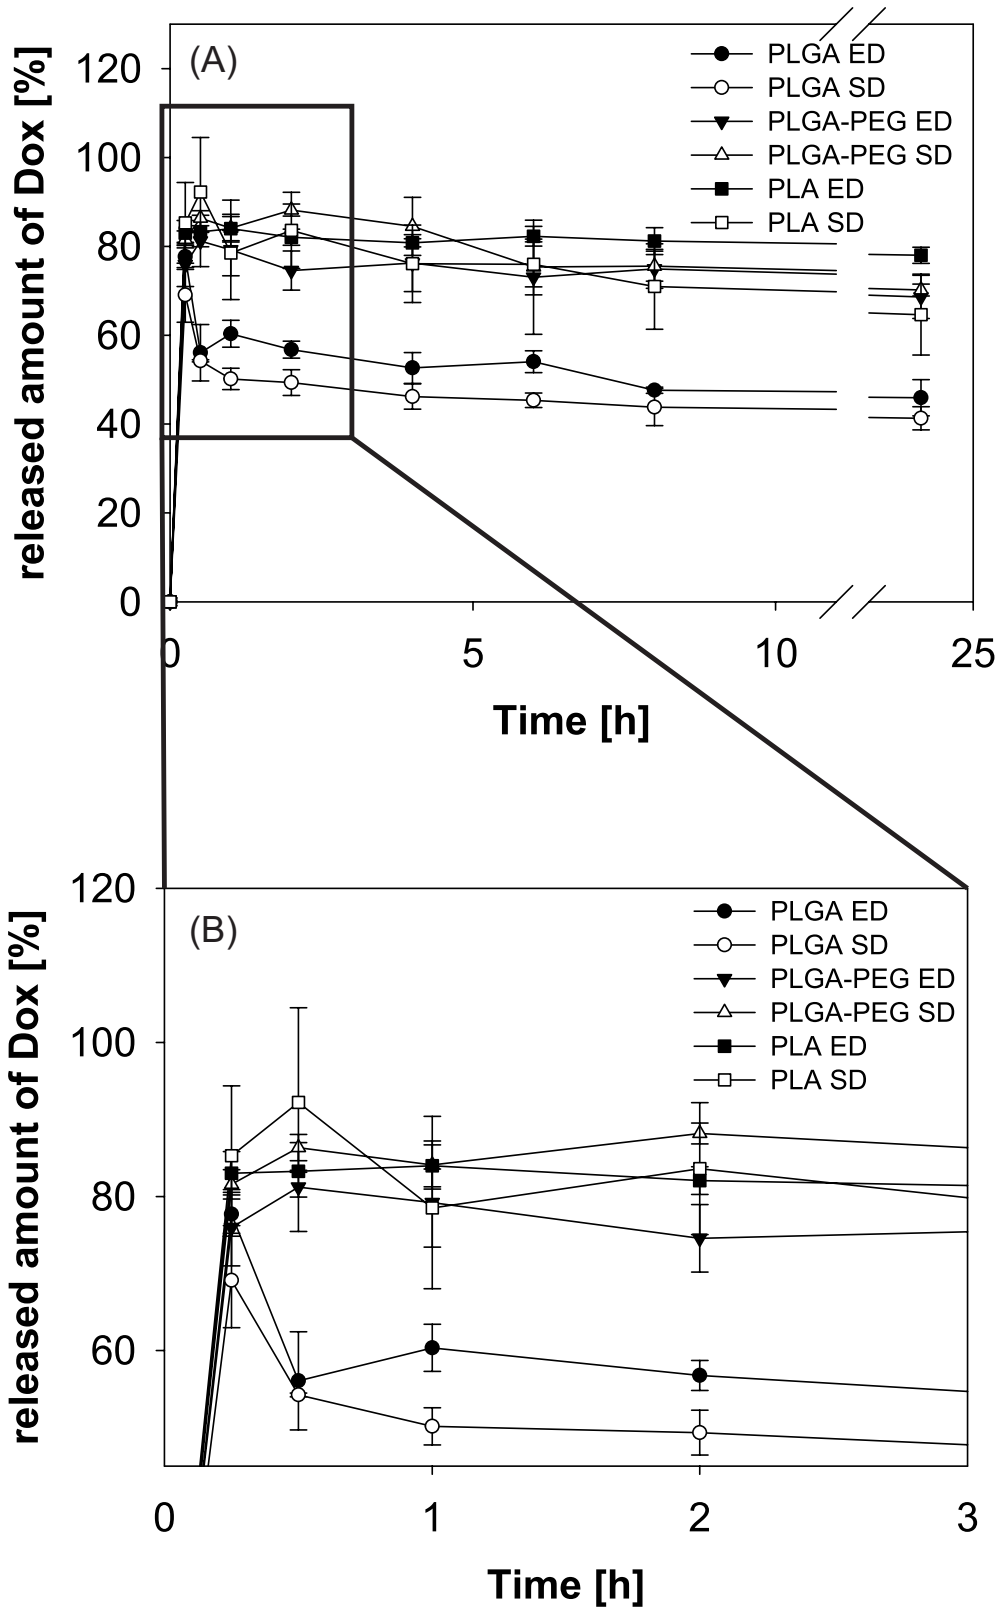 (A)
released amount of Dox [%]
120
100
80
60
40
20
0
PLGA ED
PLGA SD
PLGA-PEG ED
PLGA-PEG SD
PLA ED
PLA SD
0 5 10 25
Time [h]
(B)
released amount of Dox [%]
120
100
80
60
PLGA ED
PLGA SD
PLGA-PEG ED
PLGA-PEG SD
PLA ED
PLA SD
0 1 2 3
Time [h]